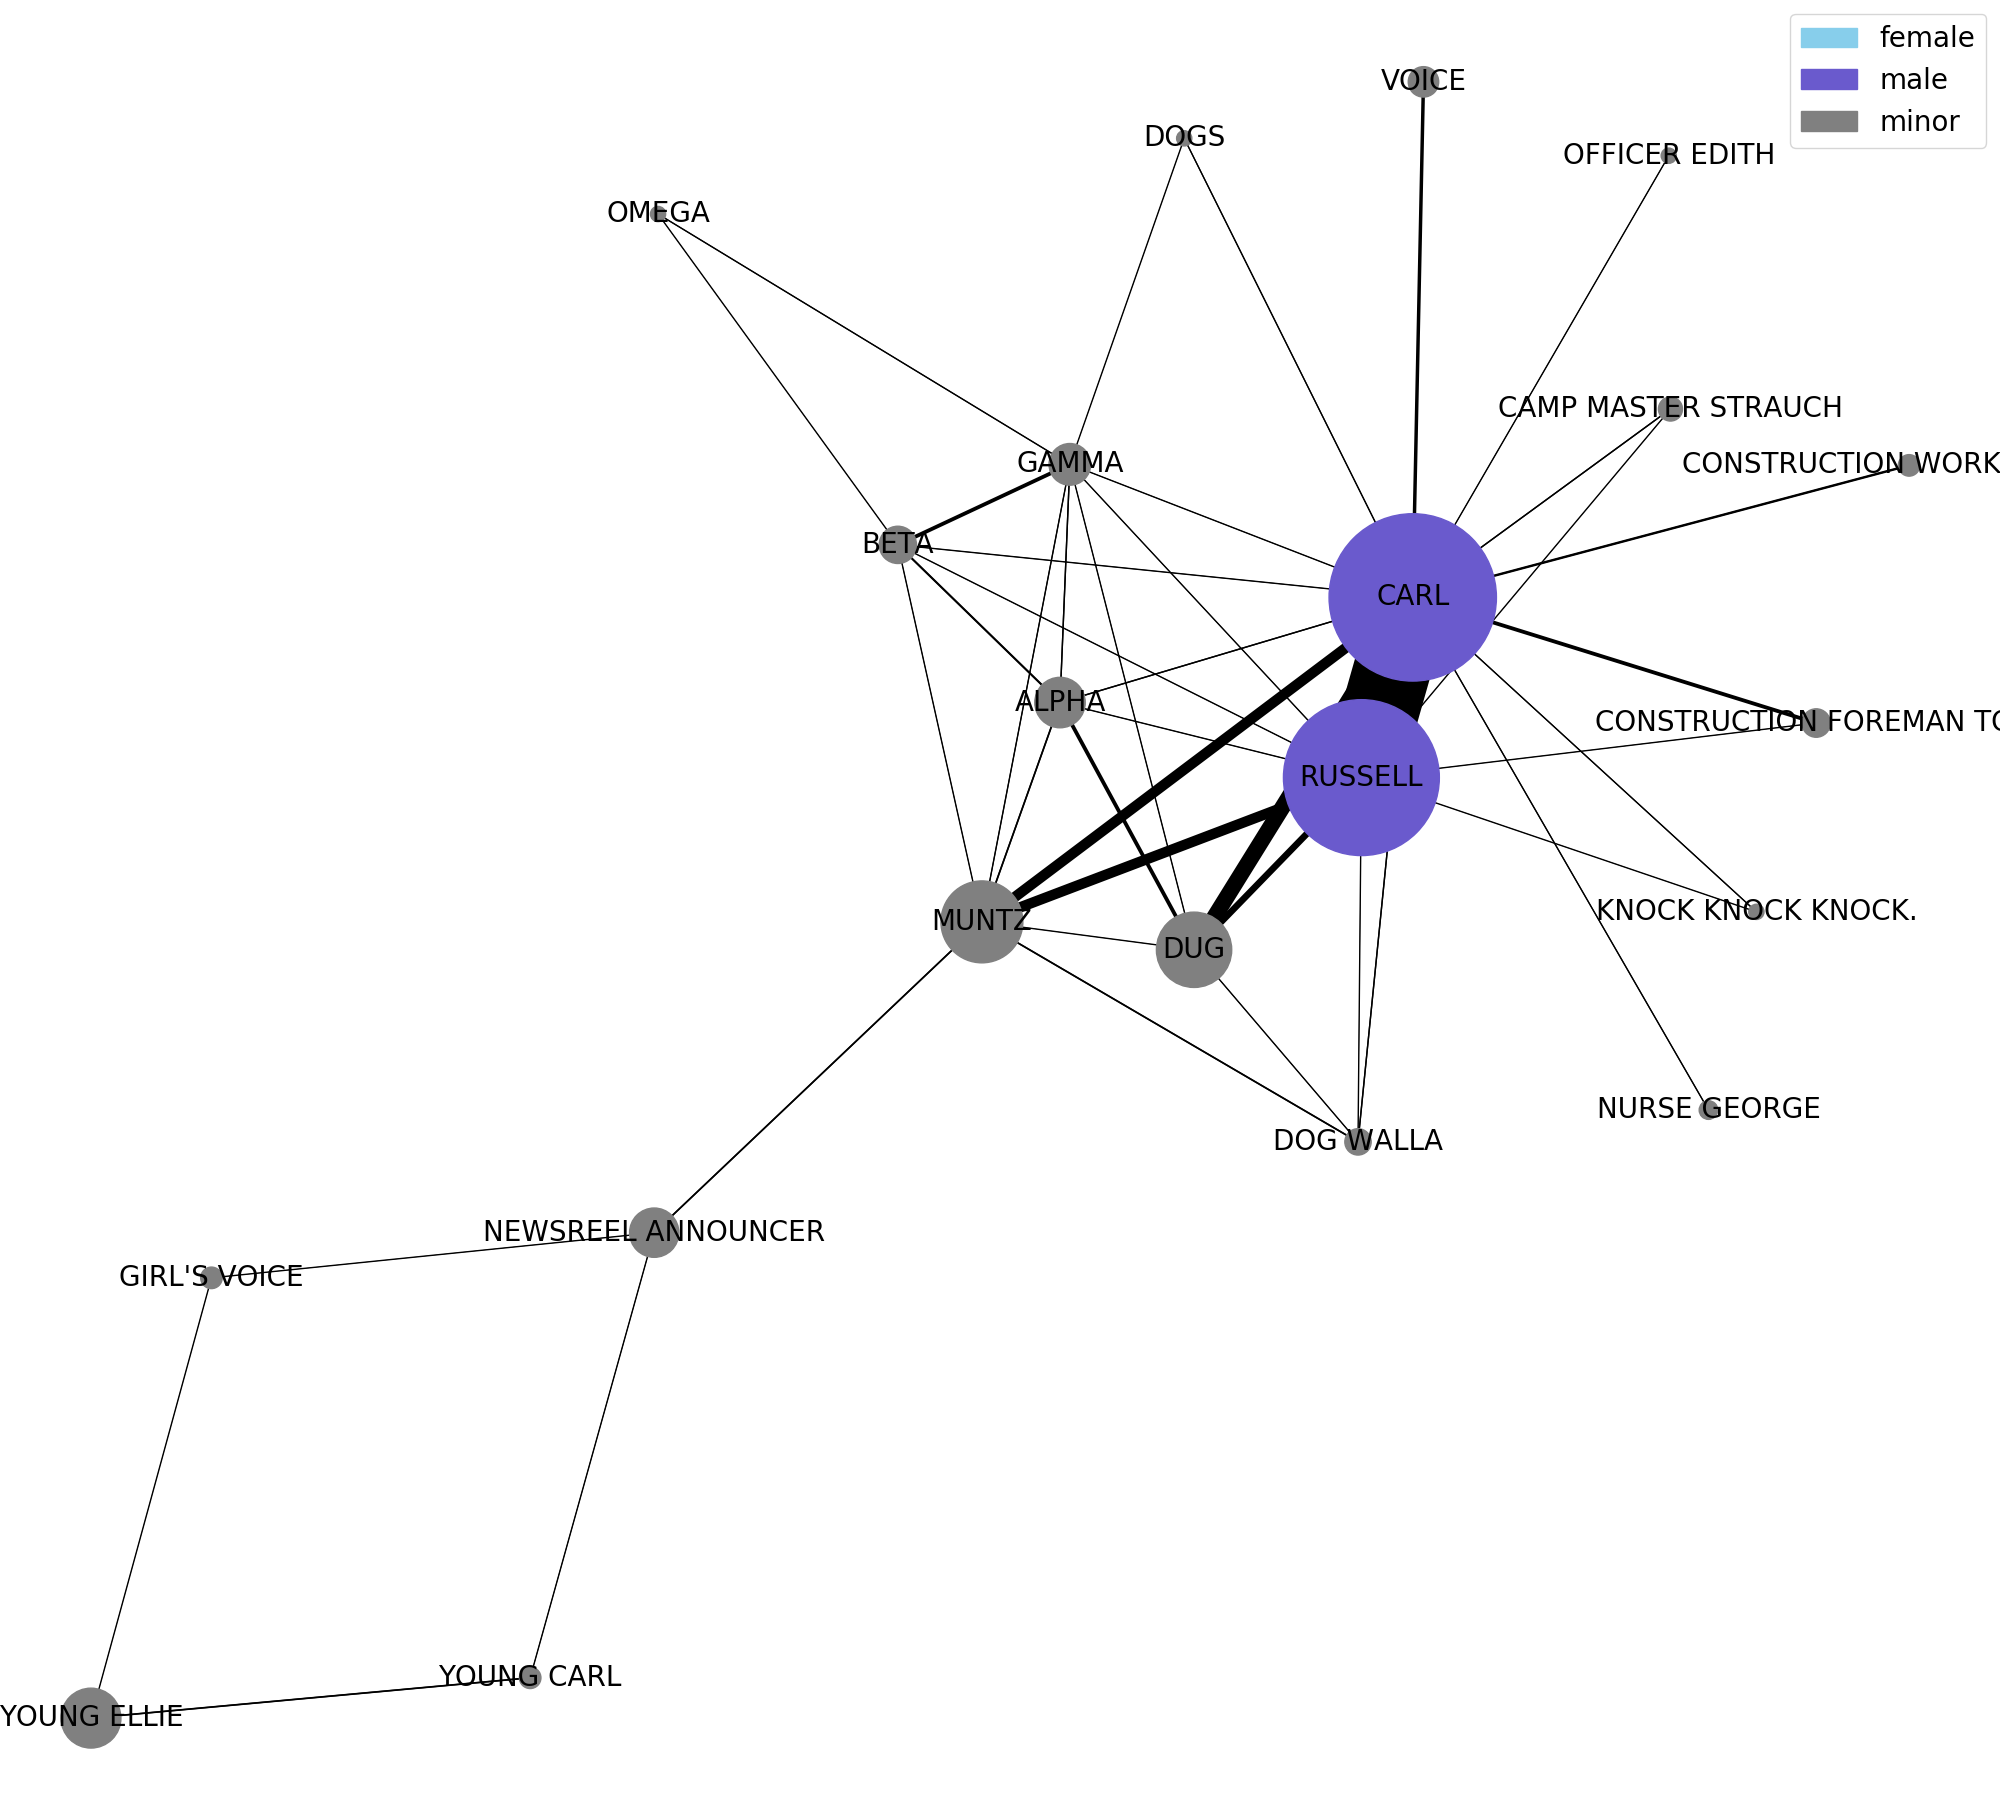 female
male
minor
VOICE
DOGS
OFFICER EDITH
OMEGA
CAMP MASTER STRAUCH
GAMMA
CONSTRUCTION WORK
BETA
CARL
ALPHA
CONSTRUCTION FOREMAN TO
RUSSELL
KNOCK KNOCK KNOCK.
MUNTZ
DUG
NURSE GEORGE
DOG WALLA
NEWSREEL ANNOUNCER
GIRL'S VOICE
YOUNG CARL
YOUNG ELLIE